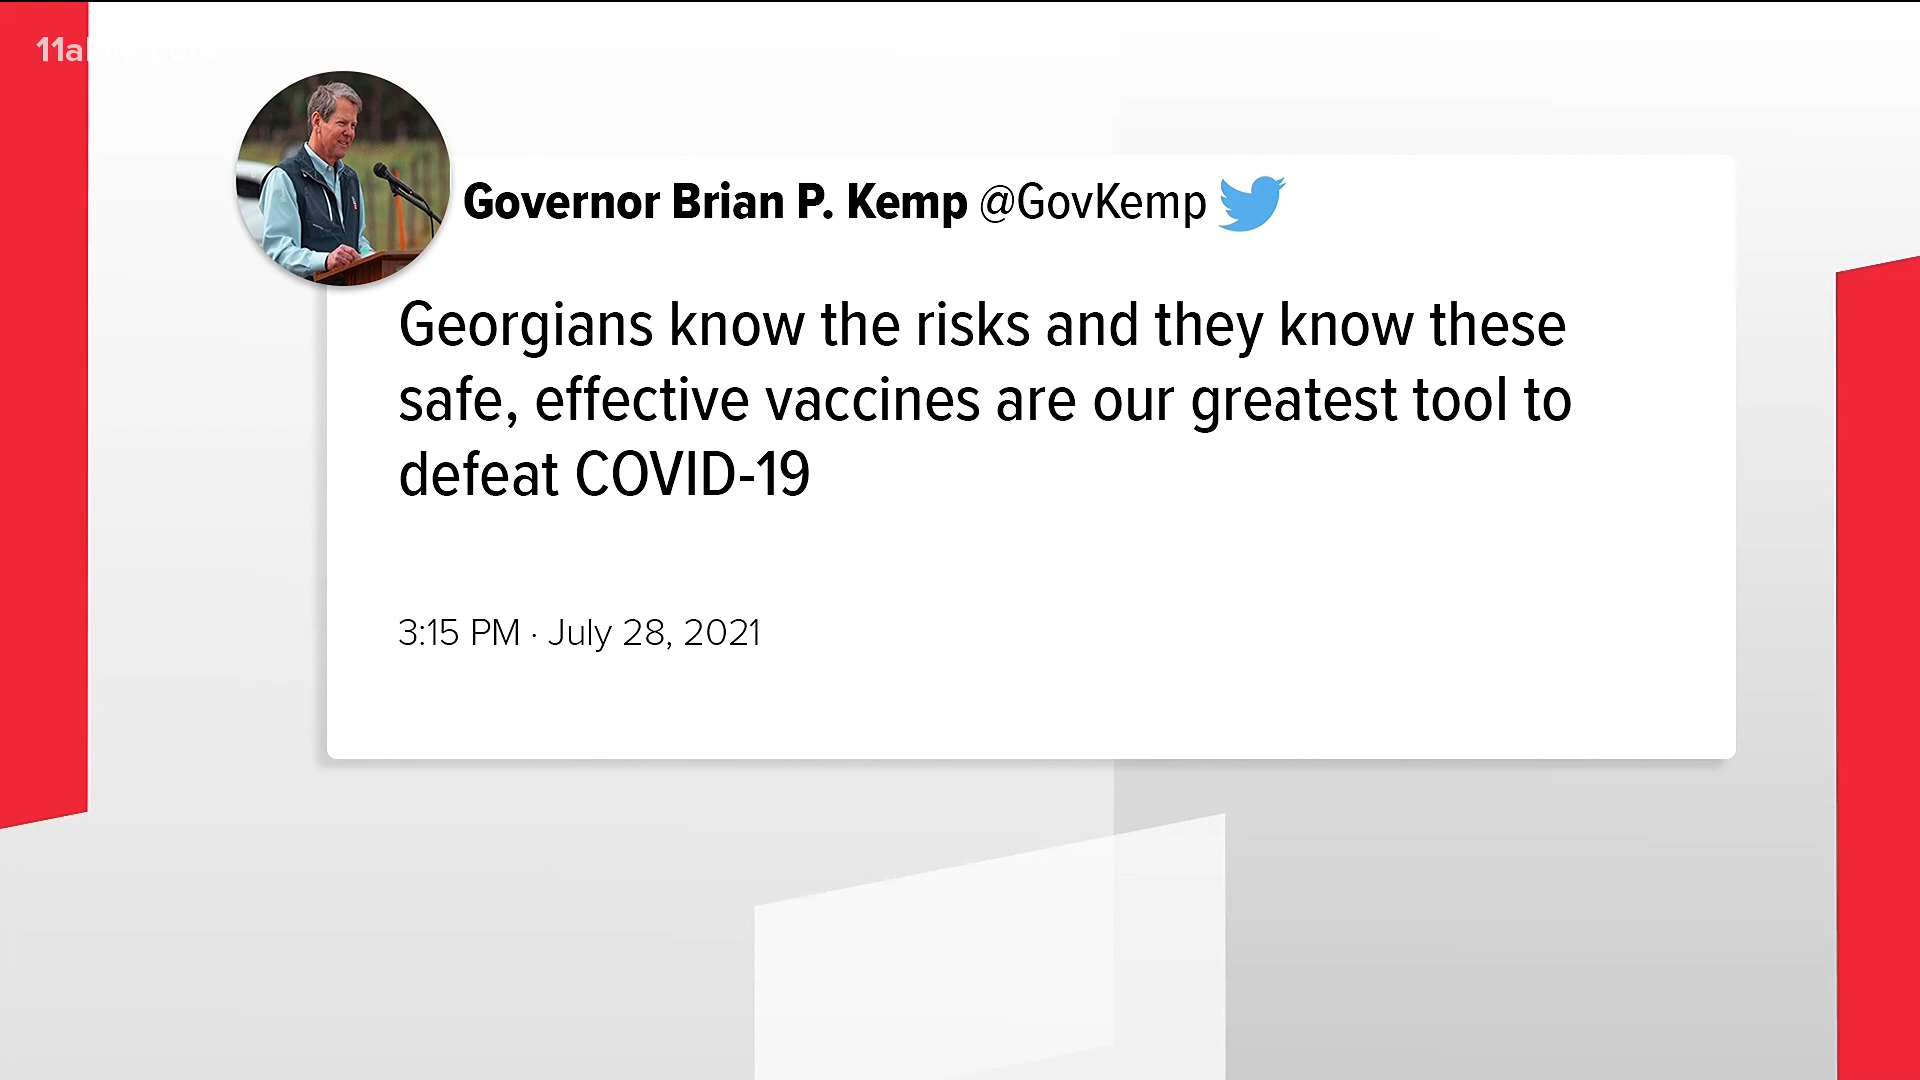 Governor Brian P. Kemp @GovKemp
Georgians know the risks and they know these
safe, effective vaccines are our greatest tool to
defeat COVID-19
3:15 PM · July 28, 2021